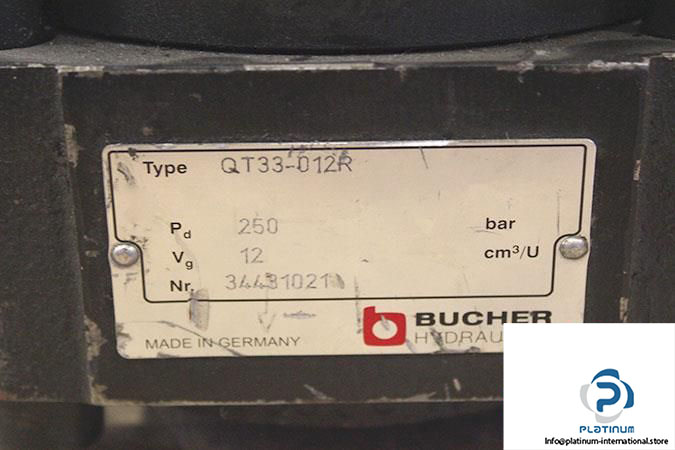 Type QT33-012R
Pd 250 bar
Vg 12 cm³/U
Nr. 34431021
BUCHER
MADE IN GERMANY
PLATINUM
Info@platinum-international.store